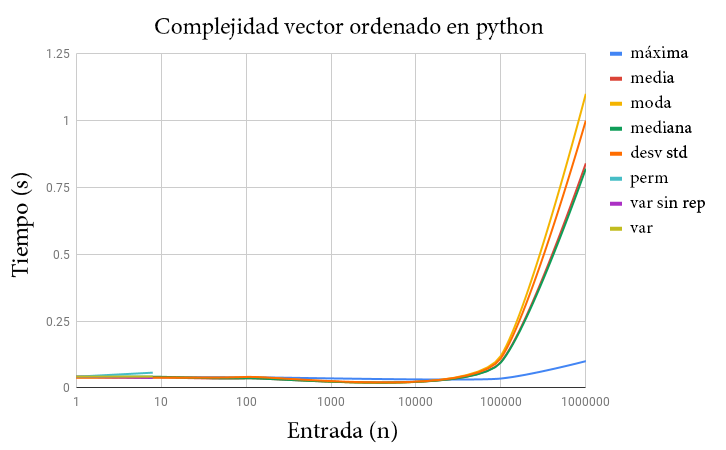 Complejidad vector ordenado en python
1.25
1
0.75
0.5
0.25
0
Tiempo (s)
1 10 100 1000 10000 100000 1000000
Entrada (n)
máxima
media
moda
mediana
desv std
perm
var sin rep
var